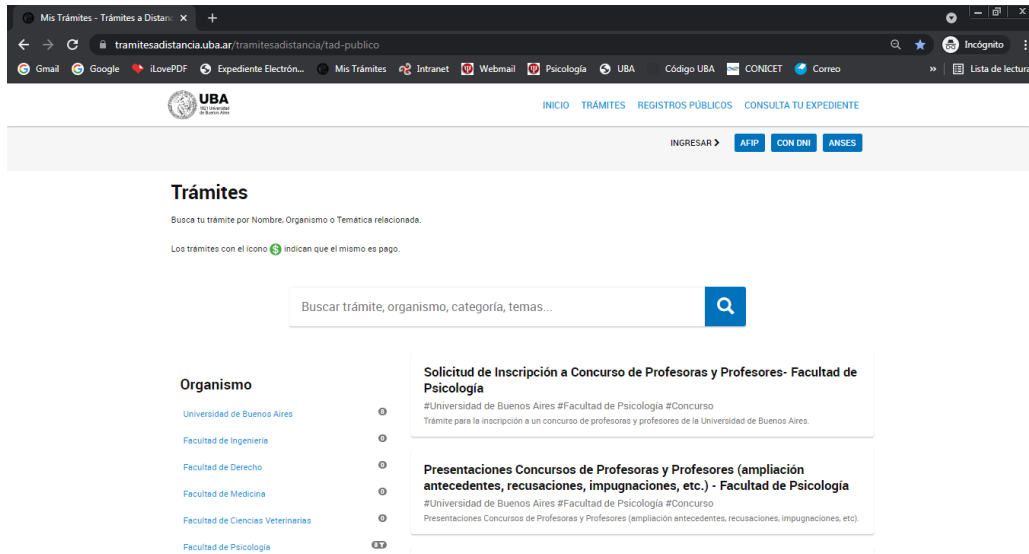 Mis Trámites - Trámites a Distanc
tramitesadistancia.uba.ar/tramitesadistancia/tad-publico
Incógnito
Gmail Google iLovePDF Expediente Electrón... Mis Trámites Intranet Webmail Psicología UBA Código UBA CONICET Correo » Lista de lectura
UBA
1821 Universidad
de Buenos Aires
INICIO TRÁMITES REGISTROS PÚBLICOS CONSULTA TU EXPEDIENTE
INGRESAR AFIP CON DNI ANSES
Trámites
Busca tu trámite por Nombre, Organismo o Temática relacionada.
Los trámites con el ícono $ indican que el mismo es pago.
Buscar trámite, organismo, categoría, temas...
Organismo
Universidad de Buenos Aires
Facultad de Ingeniería
Facultad de Derecho
Facultad de Medicina
Facultad de Ciencias Veterinarias
Facultad de Psicología
Solicitud de Inscripción a Concurso de Profesoras y Profesores- Facultad de
Psicología
#Universidad de Buenos Aires #Facultad de Psicología #Concurso
Trámite para la inscripción a un concurso de profesoras y profesores de la Universidad de Buenos Aires.
Presentaciones Concursos de Profesoras y Profesores (ampliación
antecedentes, recusaciones, impugnaciones, etc.) - Facultad de Psicología
#Universidad de Buenos Aires #Facultad de Psicología #Concurso
Presentaciones Concursos de Profesoras y Profesores (ampliación antecedentes, recusaciones, impugnaciones, etc).